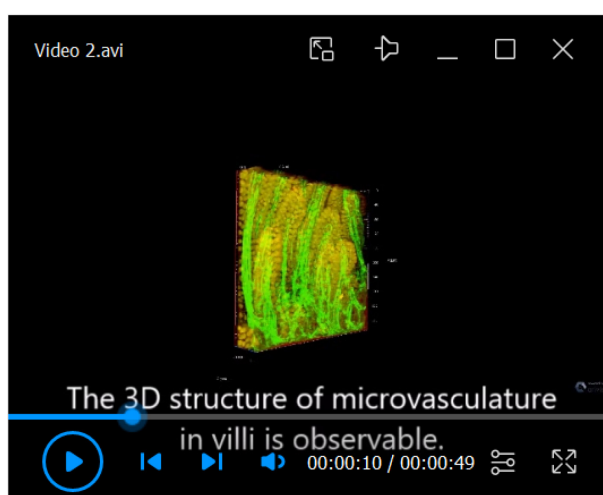 Video 2.avi
The 3D structure of microvasculature
in villi is observable.
00:00:10 / 00:00:49